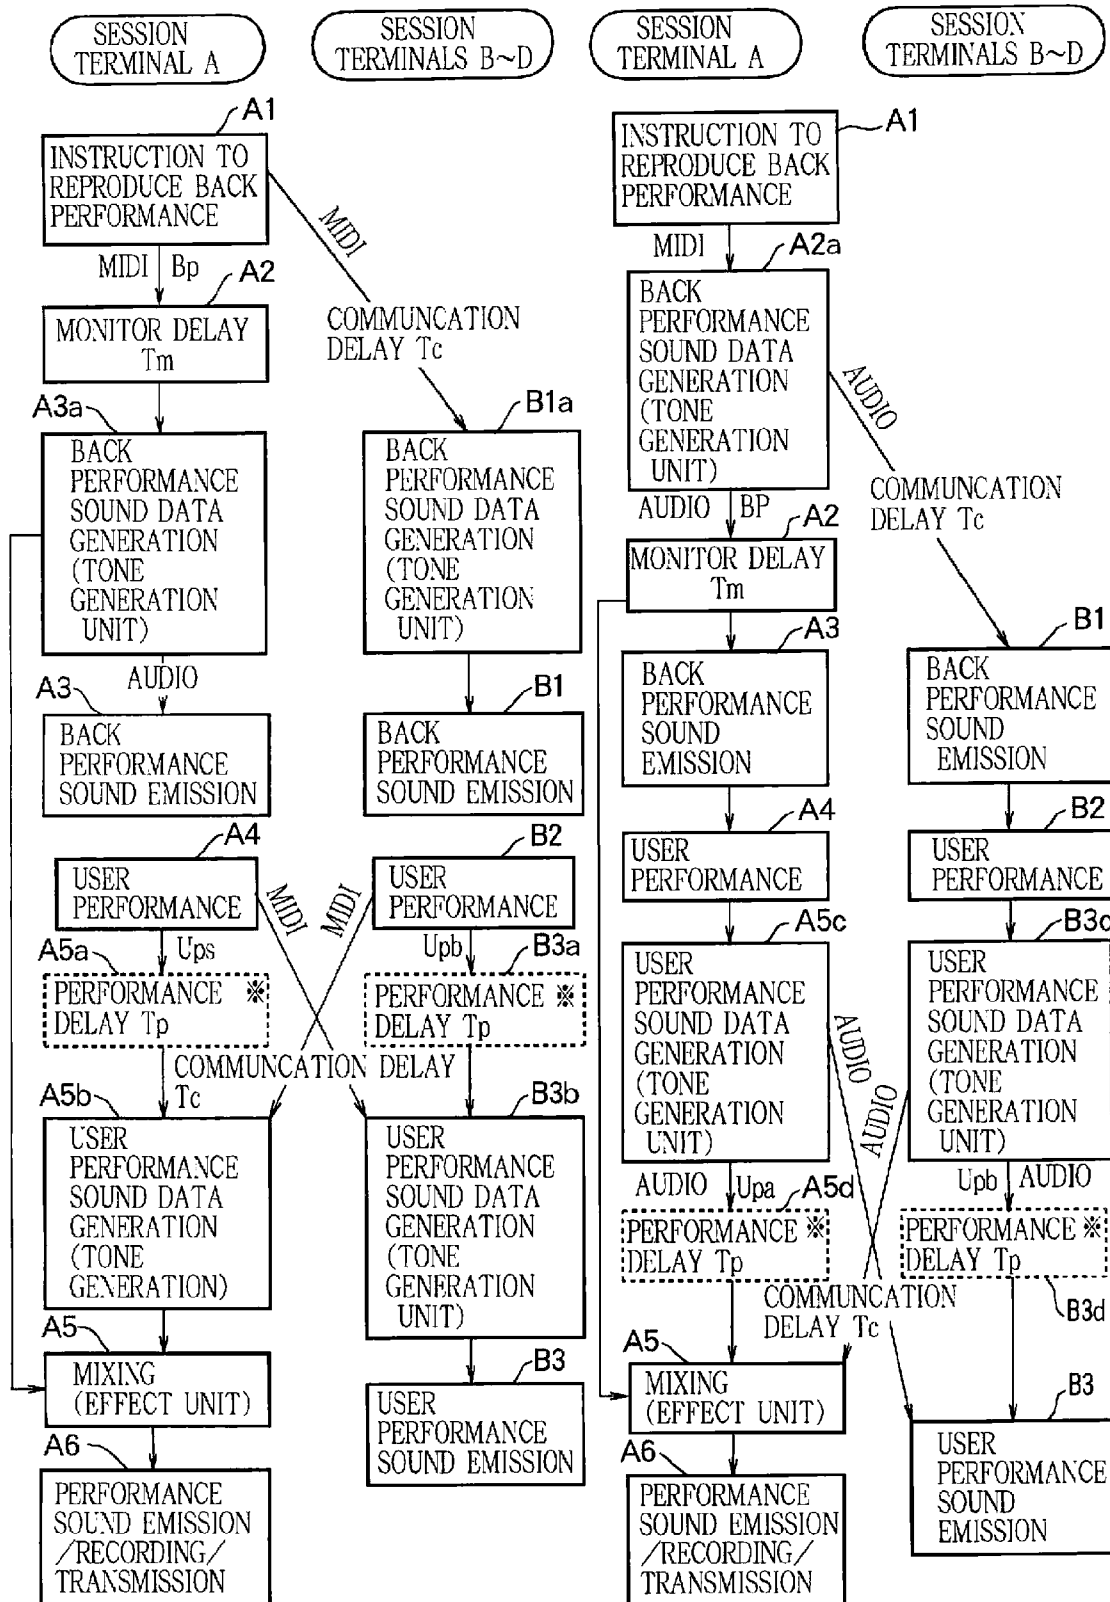 SESSION
TERMINAL A
SESSION
TERMINALS B~D
A1
INSTRUCTION TO
REPRODUCE BACK
PERFORMANCE
MIDI
MIDI Bp
A2
MONITOR DELAY
Tm
COMMUNCATION
DELAY Tc
A3a
BACK
PERFORMANCE
SOUND DATA
GENERATION
(TONE
GENERATION
UNIT)
B1a
BACK
PERFORMANCE
SOUND DATA
GENERATION
(TONE
GENERATION
UNIT)
AUDIO
A3
BACK
PERFORMANCE
SOUND EMISSION
B1
BACK
PERFORMANCE
SOUND EMISSION
A4
USER
PERFORMANCE
B2
USER
PERFORMANCE
MIDI
MIDI
Ups
Upb
A5a
PERFORMANCE ※
DELAY Tp
B3a
PERFORMANCE ※
DELAY Tp
COMMUNCATION DELAY
Tc
A5b
USER
PERFORMANCE
SOUND DATA
GENERATION
(TONE
GENERATION)
B3b
USER
PERFORMANCE
SOUND DATA
GENERATION
(TONE
GENERATION
UNIT)
A5
MIXING
(EFFECT UNIT)
B3
USER
PERFORMANCE
SOUND EMISSION
A6
PERFORMANCE
SOUND EMISSION
/RECORDING/
TRANSMISSION
SESSION
TERMINAL A
SESSION
TERMINALS B~D
A1
INSTRUCTION TO
REPRODUCE BACK
PERFORMANCE
MIDI
A2a
BACK
PERFORMANCE
SOUND DATA
GENERATION
(TONE
GENERATION
UNIT)
AUDIO
COMMUNCATION
DELAY Tc
AUDIO BP
A2
MONITOR DELAY
Tm
A3
BACK
PERFORMANCE
SOUND
EMISSION
B1
BACK
PERFORMANCE
SOUND
EMISSION
A4
USER
PERFORMANCE
B2
USER
PERFORMANCE
A5c
USER
PERFORMANCE
SOUND DATA
GENERATION
(TONE
GENERATION
UNIT)
B3c
USER
PERFORMANCE
SOUND DATA
GENERATION
(TONE
GENERATION
UNIT)
AUDIO
AUDIO
AUDIO Upa
A5d
PERFORMANCE ※
DELAY Tp
Upb AUDIO
PERFORMANCE ※
DELAY Tp
B3d
COMMUNCATION
DELAY Tc
A5
MIXING
(EFFECT UNIT)
B3
USER
PERFORMANCE
SOUND
EMISSION
A6
PERFORMANCE
SOUND EMISSION
/RECORDING/
TRANSMISSION